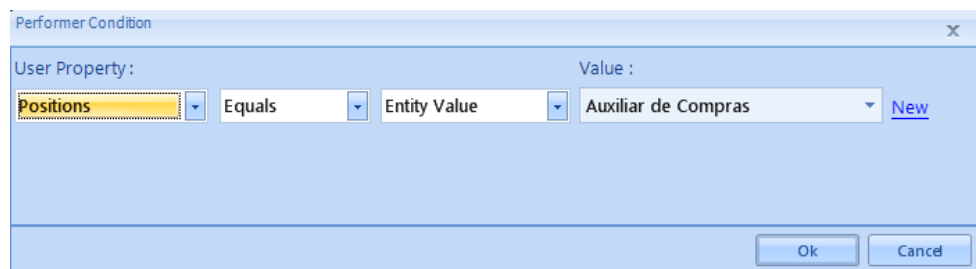 Performer Condition
x
User Property : Value :
Positions Equals Entity Value Auxiliar de Compras New
Ok Cancel